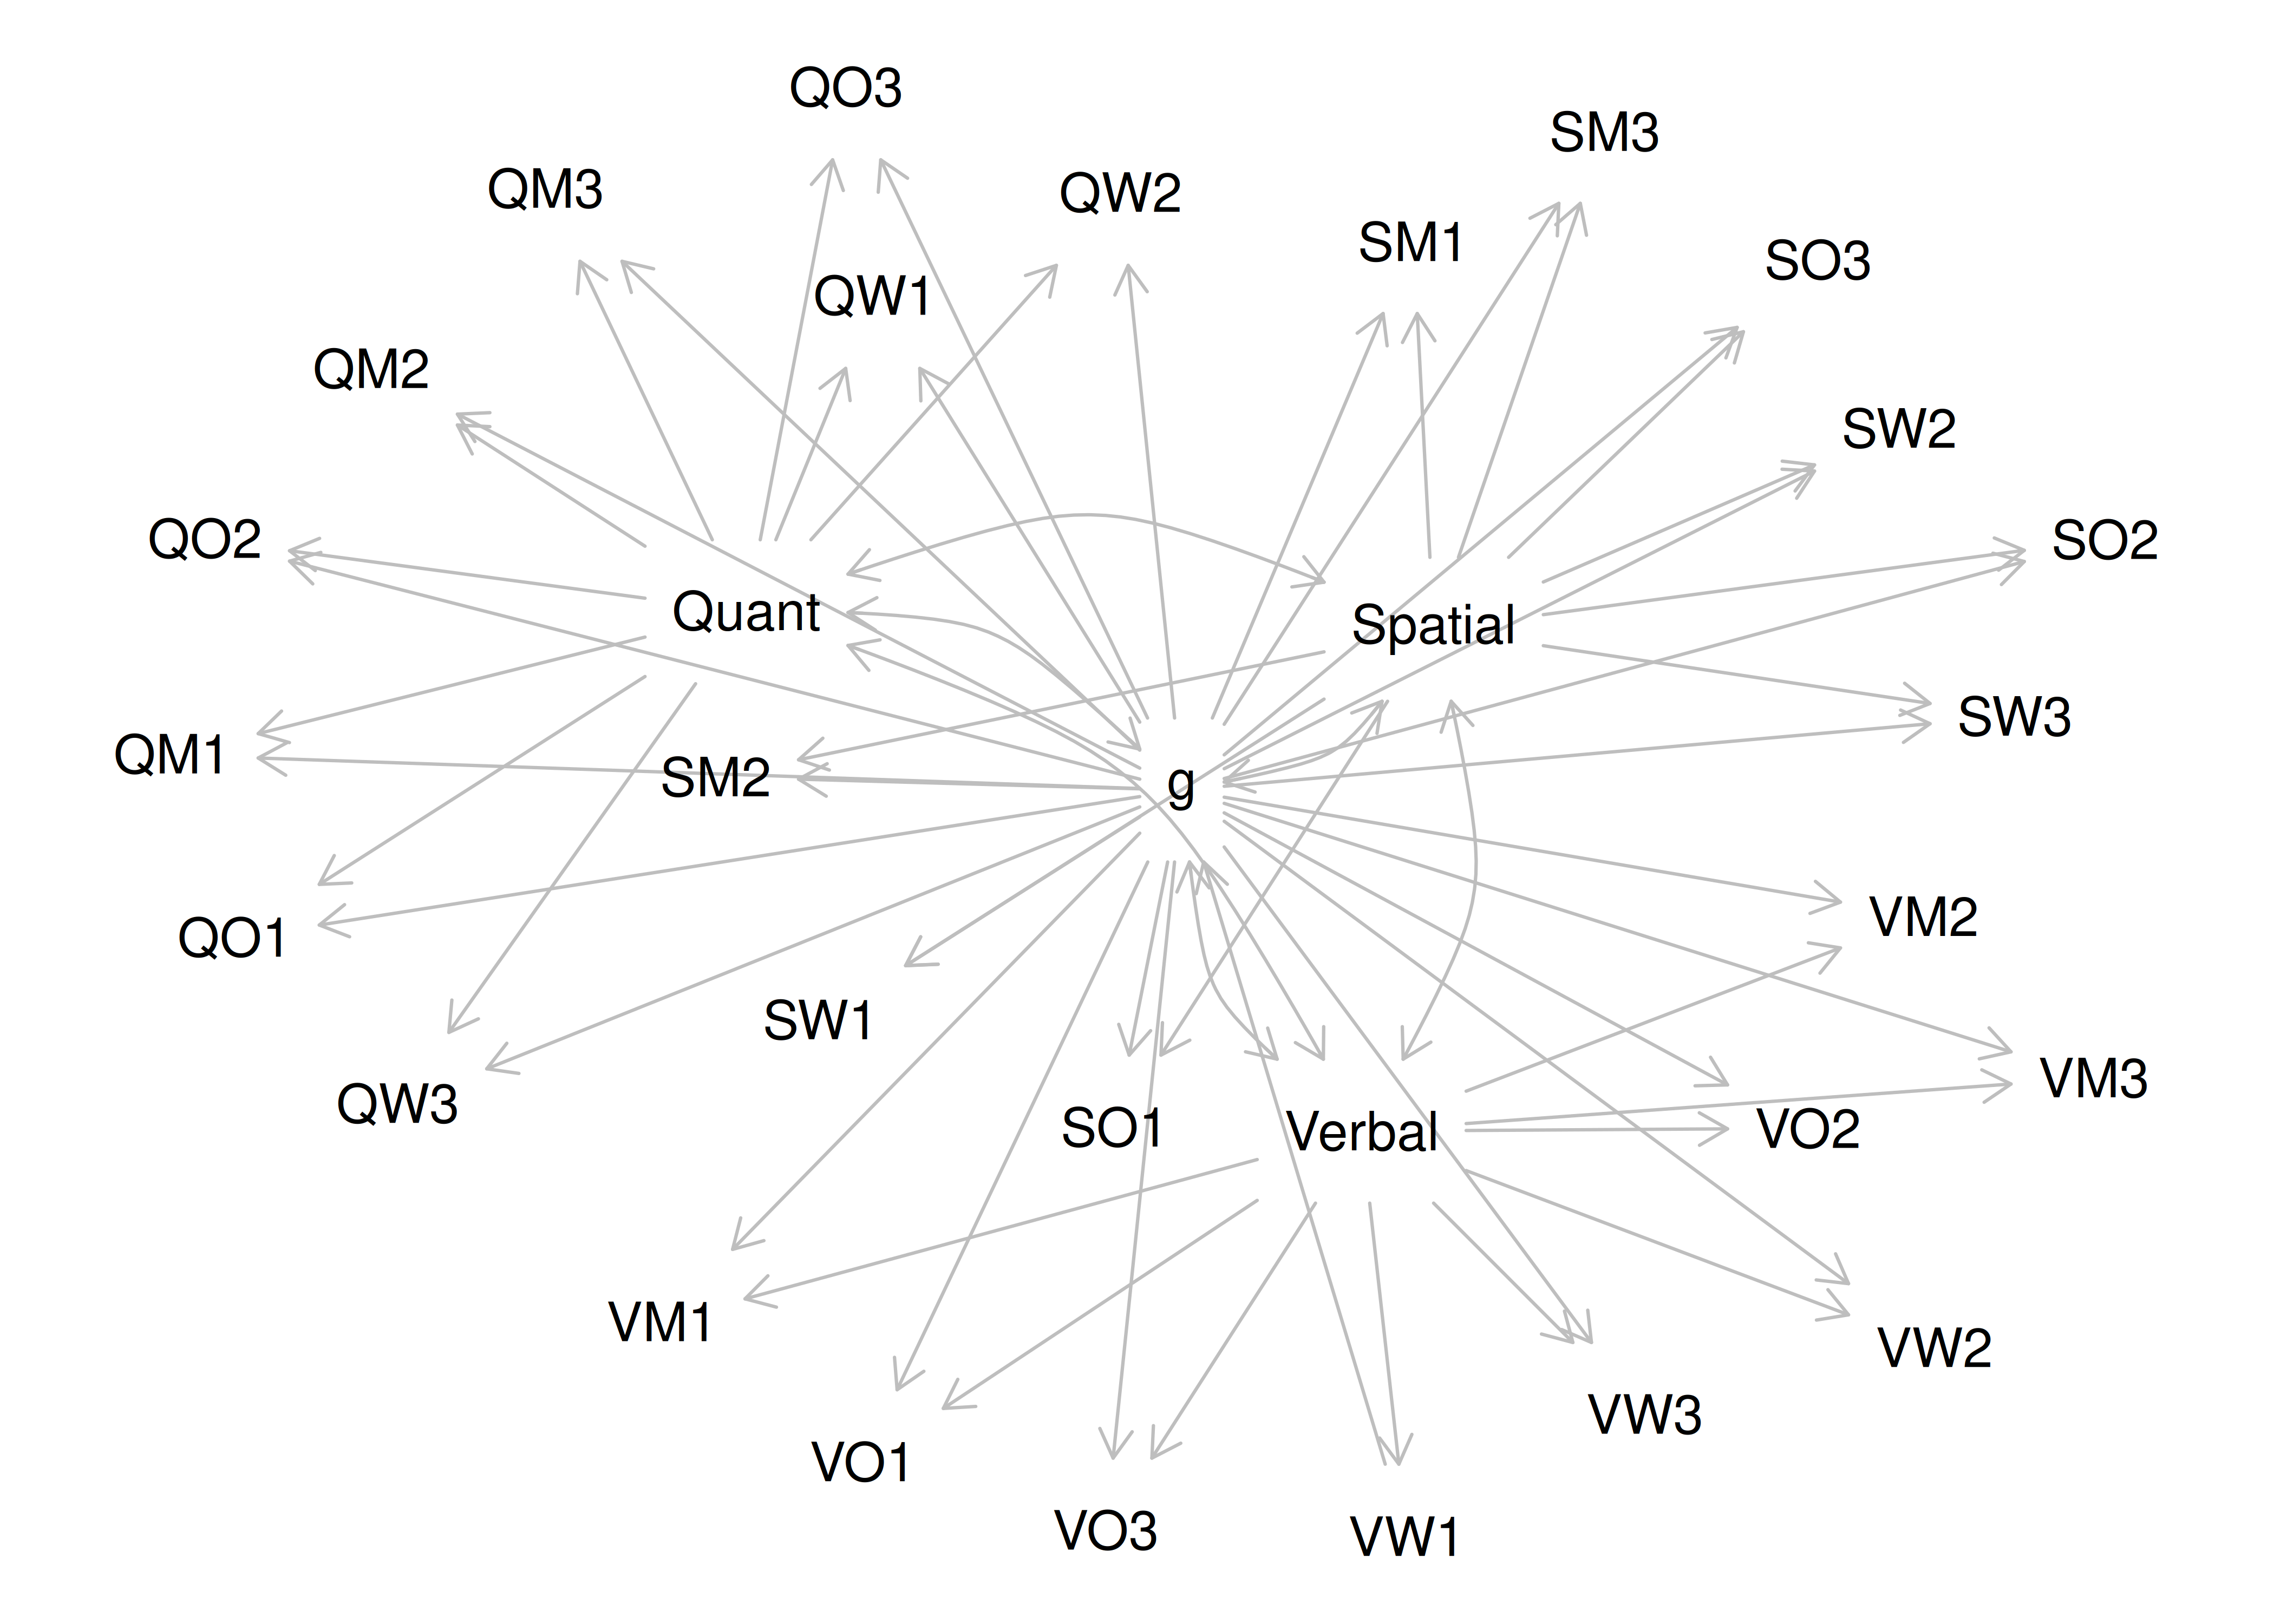 QO3
SM3
QM3
QW2
SM1
SO3
QW1
QM2
SW2
QO2
SO2
Quant
Spatial
SW3
QM1
SM2
g
VM2
QO1
SW1
VM3
QW3
SO1
Verbal
VO2
VM1
VW2
VW3
VO1
VO3
VW1